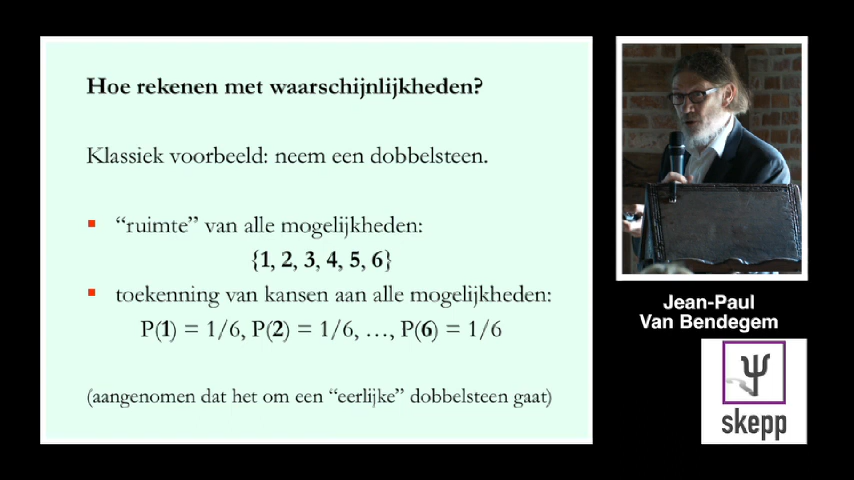 Hoe rekenen met waarschijnlijkheden?
Klassiek voorbeeld: neem een dobbelsteen.
“ruimte” van alle mogelijkheden:
{1, 2, 3, 4, 5, 6}
toekenning van kansen aan alle mogelijkheden:
P(1) = 1/6, P(2) = 1/6, …, P(6) = 1/6
(aangenomen dat het om een “eerlijke” dobbelsteen gaat)
Jean-Paul
Van Bendegem
ψ
skepp